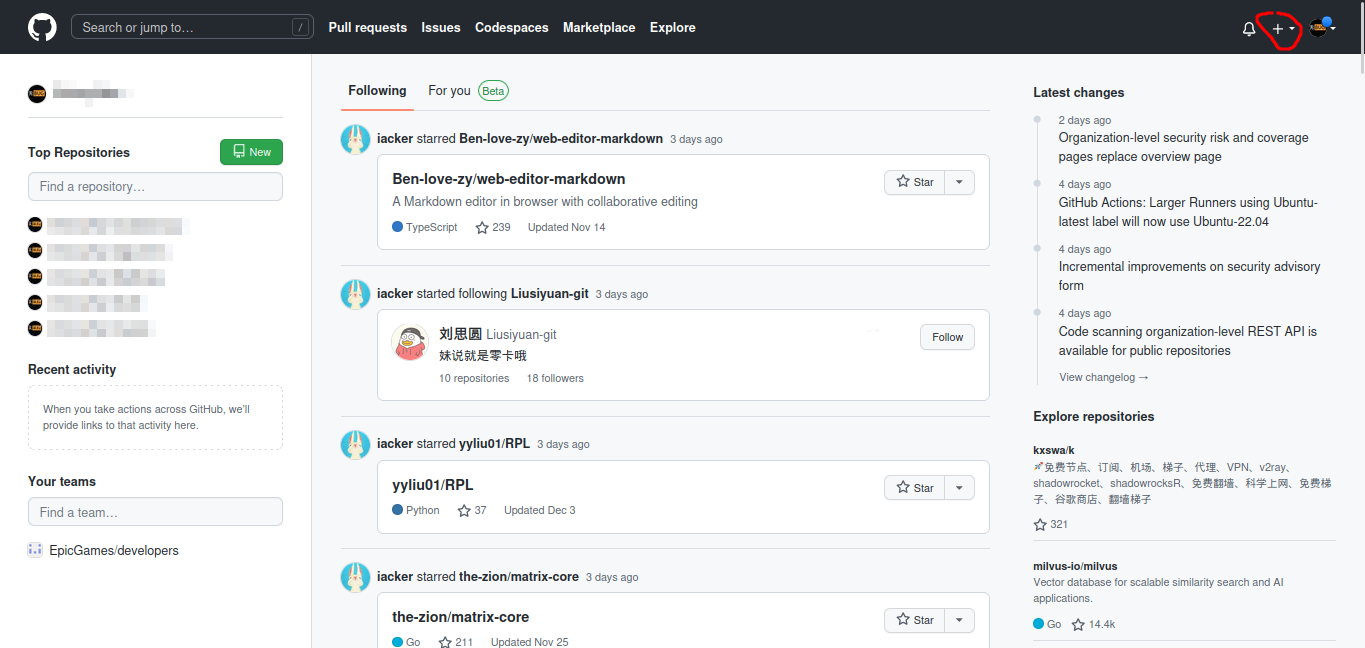 Search or jump to… /
Pull requests Issues Codespaces Marketplace Explore
Top Repositories
New
Find a repository…
Recent activity
When you take actions across GitHub, we'll
provide links to that activity here.
Your teams
Find a team…
EpicGames/developers
Following For you Beta
iacker starred Ben-love-zy/web-editor-markdown 3 days ago
Ben-love-zy/web-editor-markdown
Star
A Markdown editor in browser with collaborative editing
TypeScript 239 Updated Nov 14
iacker started following Liusiyuan-git 3 days ago
刘思圆 Liusiyuan-git
Follow
妹说就是零卡哦
10 repositories 18 followers
iacker starred yyliu01/RPL 3 days ago
yyliu01/RPL
Star
Python 37 Updated Dec 3
iacker starred the-zion/matrix-core 3 days ago
the-zion/matrix-core
Star
Go 211 Updated Nov 25
Latest changes
2 days ago
Organization-level security risk and coverage
pages replace overview page
4 days ago
GitHub Actions: Larger Runners using Ubuntu-
latest label will now use Ubuntu-22.04
4 days ago
Incremental improvements on security advisory
form
4 days ago
Code scanning organization-level REST API is
available for public repositories
View changelog →
Explore repositories
kxswa/k
🚀免费节点、订阅、机场、梯子、代理、VPN、v2ray、
shadowrocket、shadowrocksR、免费翻墙、科学上网、免费梯
子、谷歌商店、翻墙梯子
321
milvus-io/milvus
Vector database for scalable similarity search and AI
applications.
Go 14.4k